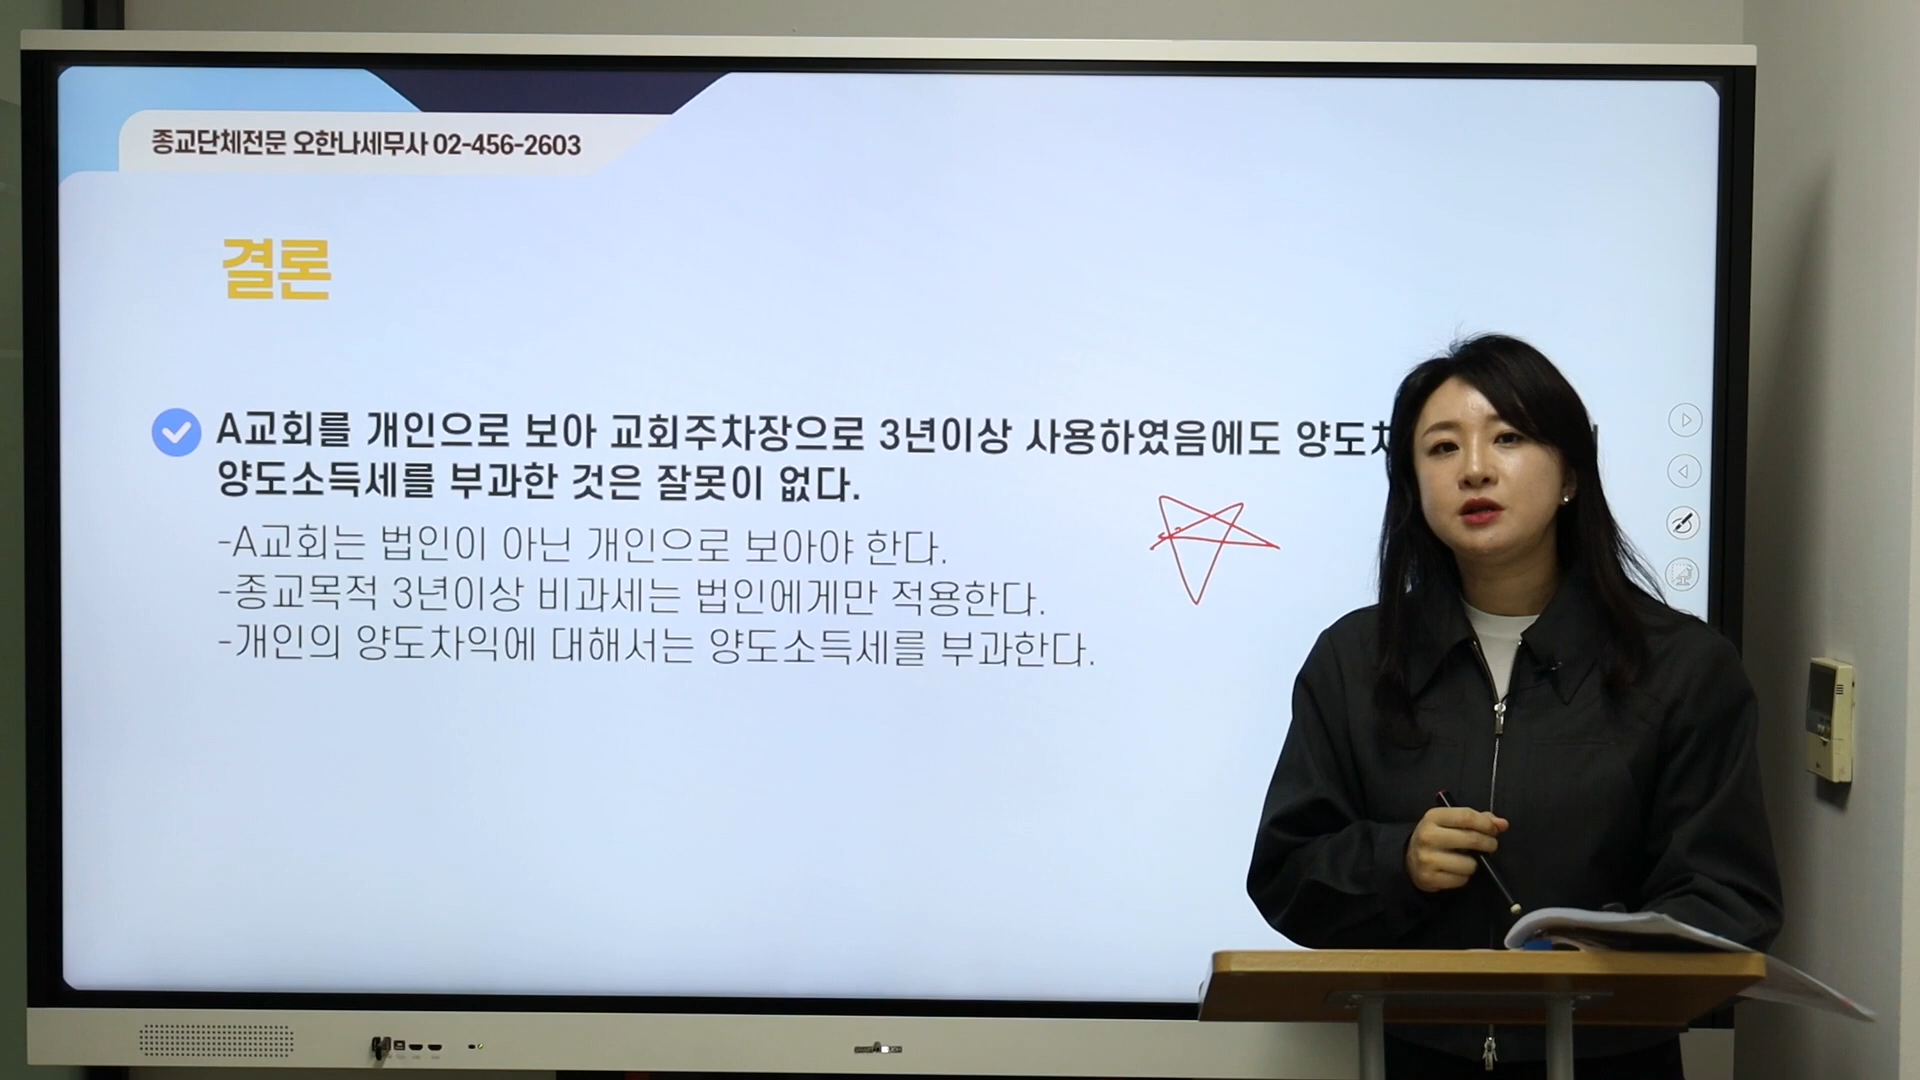 종교단체전문 오한나세무사 02-456-2603
결론
A교회를 개인으로 보아 교회주차장으로 3년이상 사용하였음에도
양도소득세를 부과한 것은 잘못이 없다.
-A교회는 법인이 아닌 개인으로 보아야 한다.
-종교목적 3년이상 비과세는 법인에게만 적용한다.
-개인의 양도차익에 대해서는 양도소득세를 부과한다.